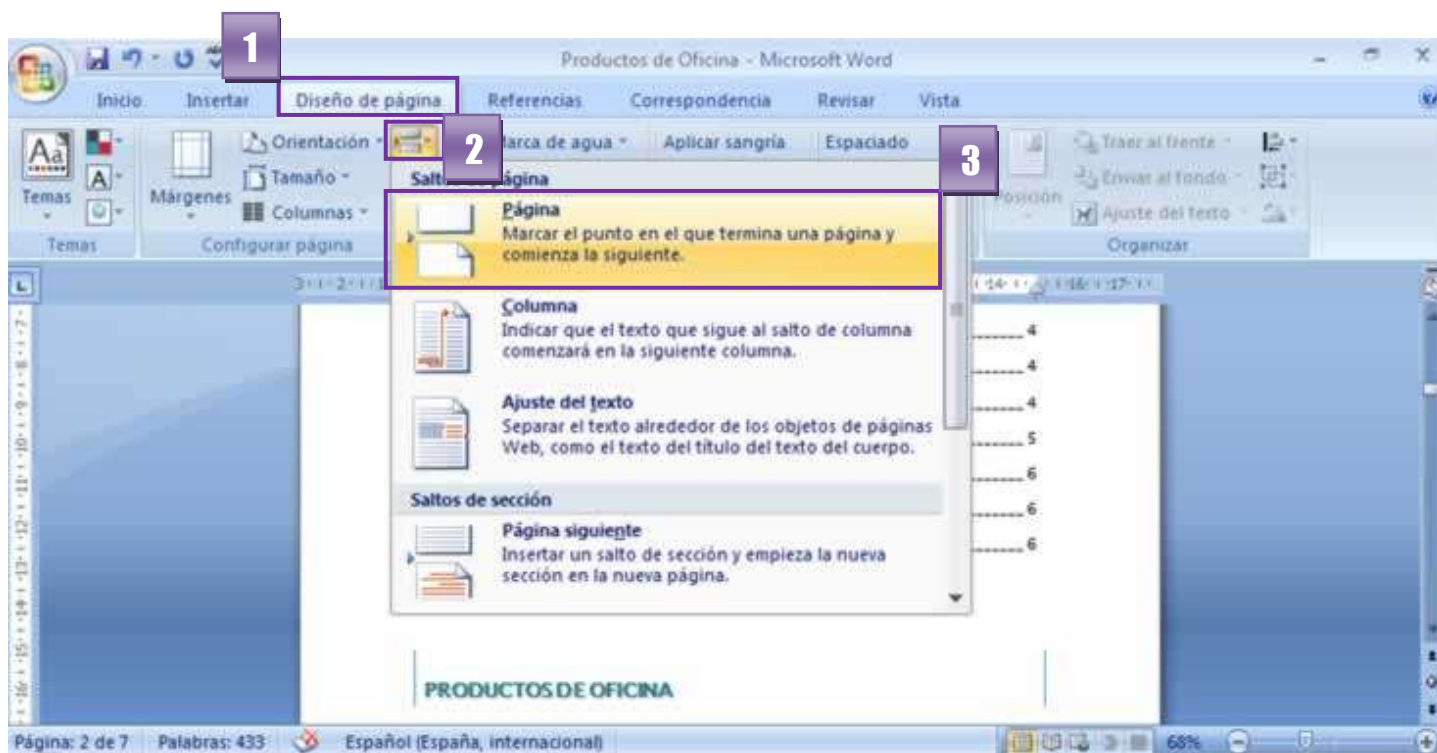 1
Productos de Oficina - Microsoft Word
Inicio Insertar Diseño de página Referencias Correspondencia Revisar Vista
2
3
Aa
Temas
Márgenes
Orientación
Tamaño
Columnas
Marca de agua
Aplicar sangría
Espaciado
Posición
Traer al frente
Enviar al fondo
Ajuste del texto
Temas
Configurar página
Organizar
Saltos de página
Página
Marcar el punto en el que termina una página y
comienza la siguiente.
Columna
Indicar que el texto que sigue al salto de columna
comenzará en la siguiente columna.
Ajuste del texto
Separar el texto alrededor de los objetos de páginas
Web, como el texto del título del texto del cuerpo.
Saltos de sección
Página siguiente
Insertar un salto de sección y empieza la nueva
sección en la nueva página.
4
4
4
5
6
6
6
PRODUCTOS DE OFICINA
Página: 2 de 7 Palabras: 433 Español (España, internacional) 68%